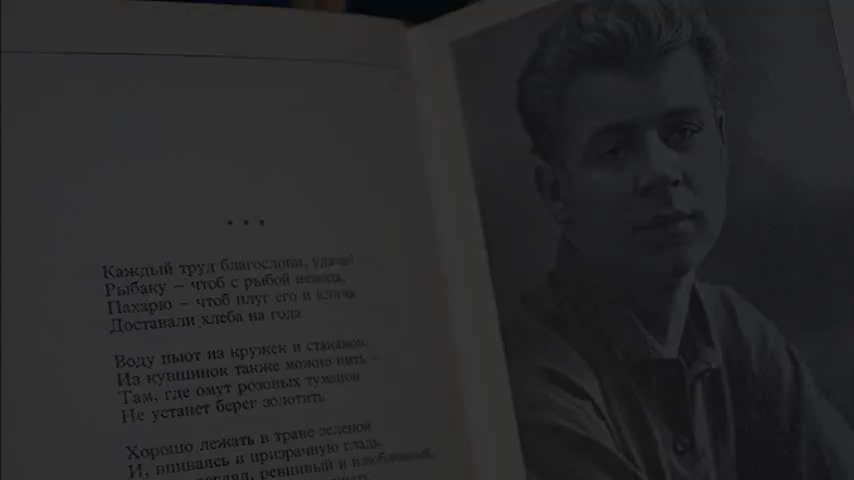 * * *
Каждый труд благослови, удача!
Рыбаку – чтоб с рыбой невода,
Пахарю – чтоб плуг его и кляча
Доставали хлеба на года.
Воду пьют из кружек и стаканов,
Из кувшинок также можно пить –
Там, где омут розовых туманов
Не устанет берег золотить.
Хорошо лежать в траве зеленой
И, впиваясь в призрачную гладь,
взгляд, ревнивый и влюбленный,